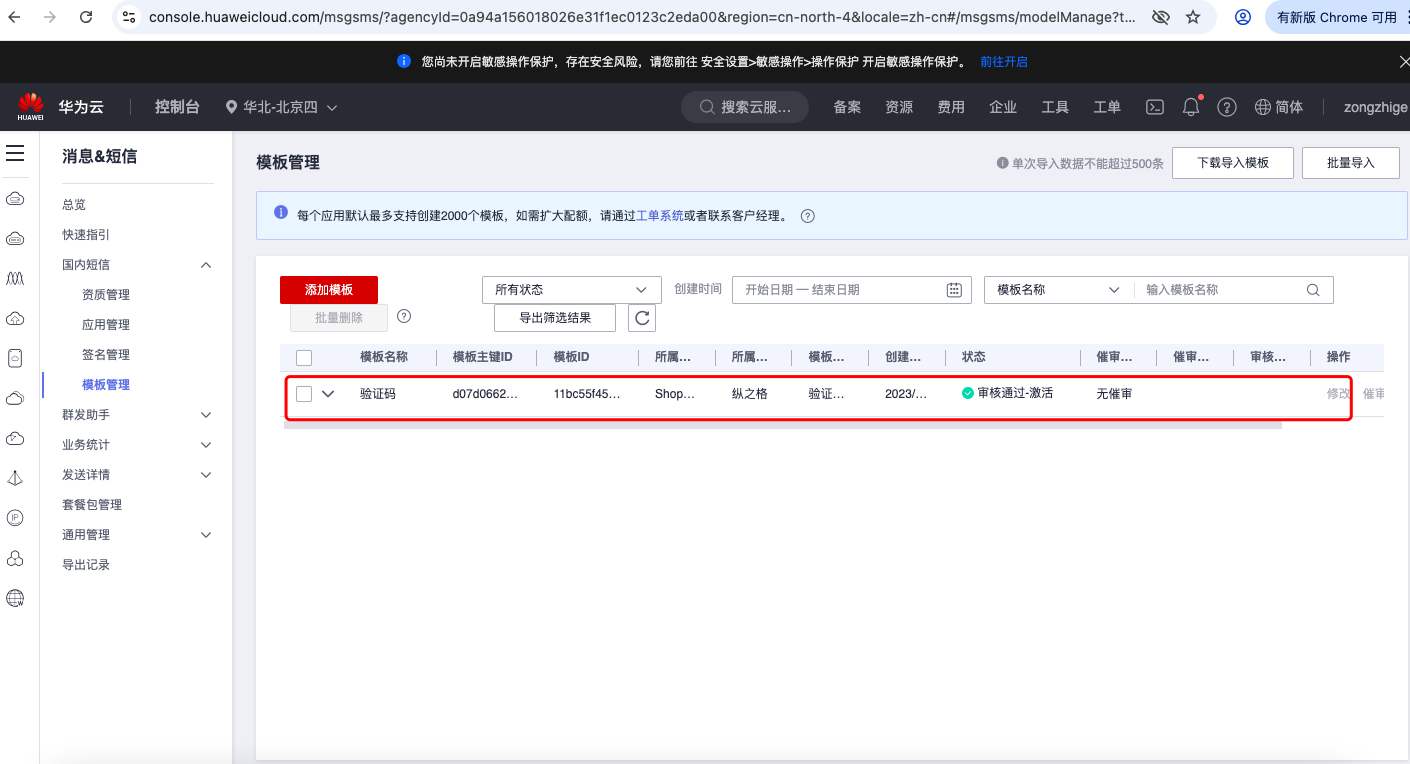 console.huaweicloud.com/msgsms/?agencyId=0a94a156018026e31f1ec0123c2eda00&region=cn-north-4&locale=zh-cn#/msgsms/modelManage?t...
有新版 Chrome 可用
您尚未开启敏感操作保护，存在安全风险，请您前往 安全设置>敏感操作>操作保护 开启敏感操作保护。 前往开启
HUAWEI
华为云
控制台
华北-北京四
搜索云服...
备案
资源
费用
企业
工具
工单
简体
zongzhige
消息&短信
总览
快速指引
国内短信
资质管理
应用管理
签名管理
模板管理
群发助手
业务统计
发送详情
套餐包管理
通用管理
导出记录
模板管理
单次导入数据不能超过500条
下载导入模板
批量导入
每个应用默认最多支持创建2000个模板，如需扩大配额，请通过工单系统或者联系客户经理。
添加模板
所有状态
创建时间
开始日期 — 结束日期
模板名称
输入模板名称
批量删除
导出筛选结果
模板名称 模板主键ID 模板ID 所属... 所属... 模板... 创建... 状态 催审... 催审... 审核... 操作
验证码 d07d0662... 11bc55f45... Shop... 纵之格 验证... 2023/... 审核通过-激活 无催审 修改 催审
IP